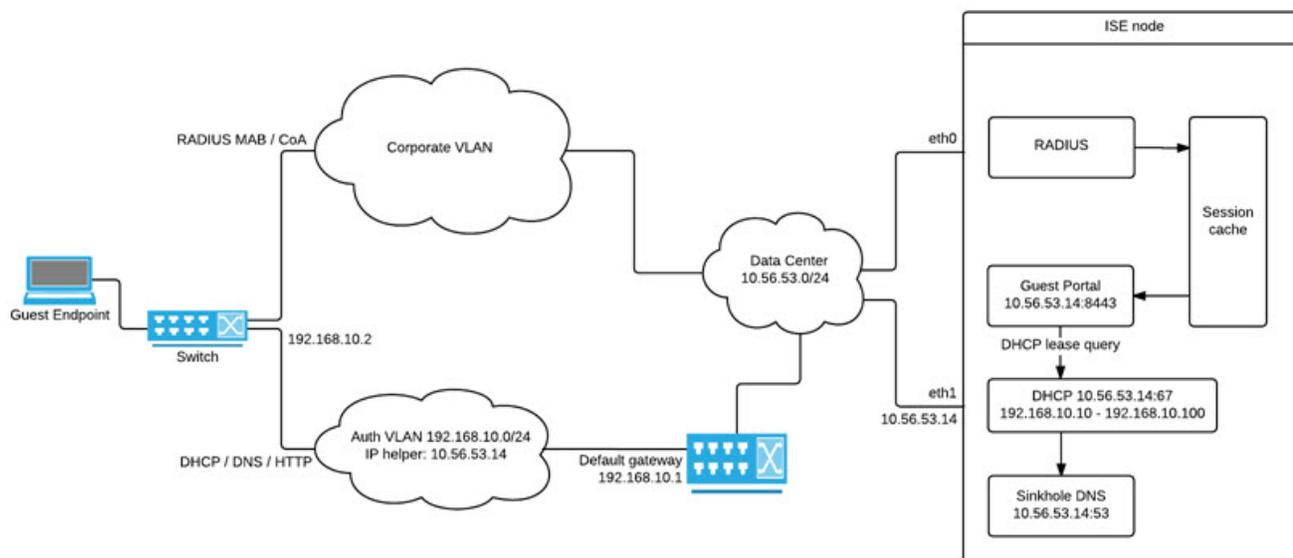 ISE node
RADIUS MAB / CoA
Corporate VLAN
eth0
RADIUS
Session
cache
Data Center
10.56.53.0/24
Guest Portal
10.56.53.14:8443
Guest Endpoint
Switch
192.168.10.2
DHCP lease query
eth1
10.56.53.14
DHCP 10.56.53.14:67
192.168.10.10 - 192.168.10.100
Auth VLAN 192.168.10.0/24
IP helper: 10.56.53.14
DHCP / DNS / HTTP
Default gateway
192.168.10.1
Sinkhole DNS
10.56.53.14:53